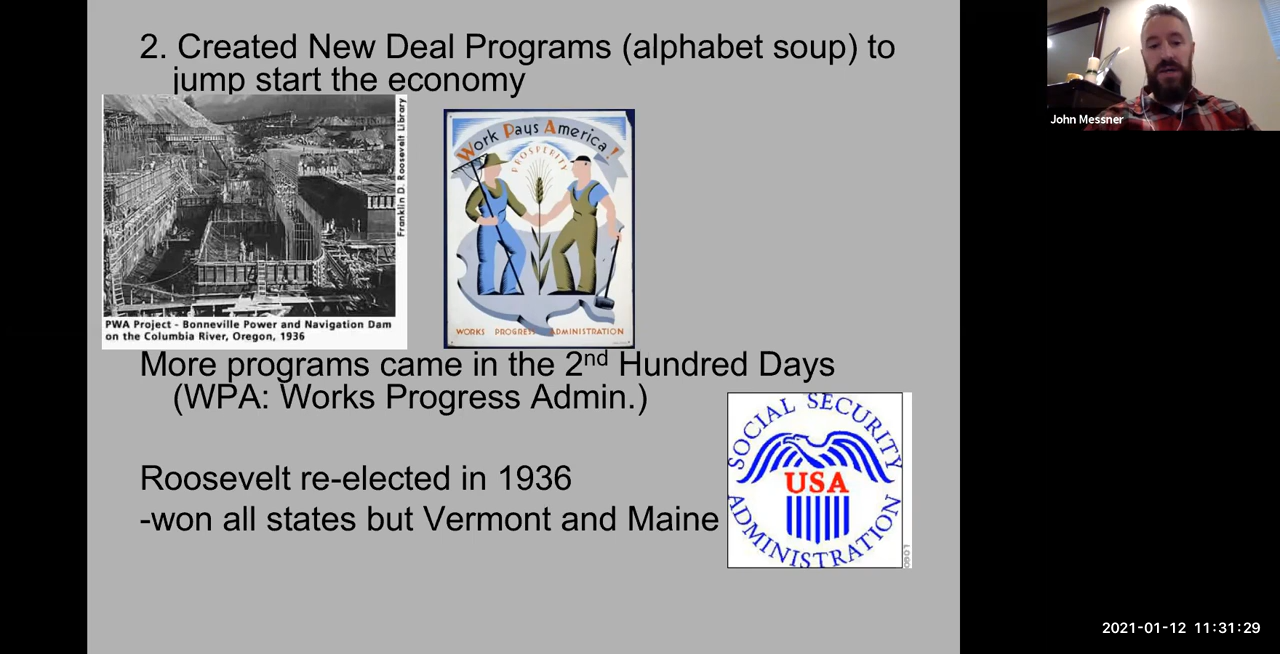 2. Created New Deal Programs (alphabet soup) to
jump start the economy
Franklin D. Roosevelt Library
PWA Project - Bonneville Power and Navigation Dam
on the Columbia River, Oregon, 1936
Work Pays America!
PROSPERITY
WORKS PROGRESS ADMINISTRATION
More programs came in the 2nd Hundred Days
(WPA: Works Progress Admin.)
Roosevelt re-elected in 1936
-won all states but Vermont and Maine
SOCIAL SECURITY
USA
ADMINISTRATION
LOGO
John Messner
2021-01-12 11:31:29